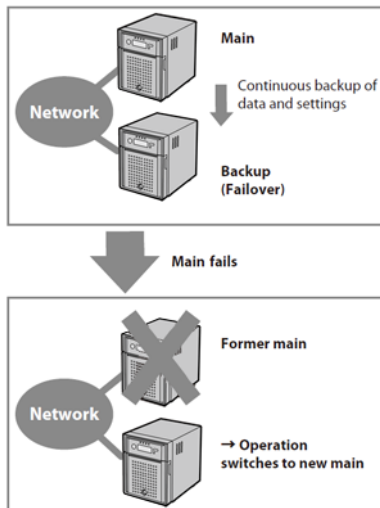 Main
Continuous backup of
data and settings
Network
Backup
(Failover)
Main fails
Former main
Network
→ Operation
switches to new main